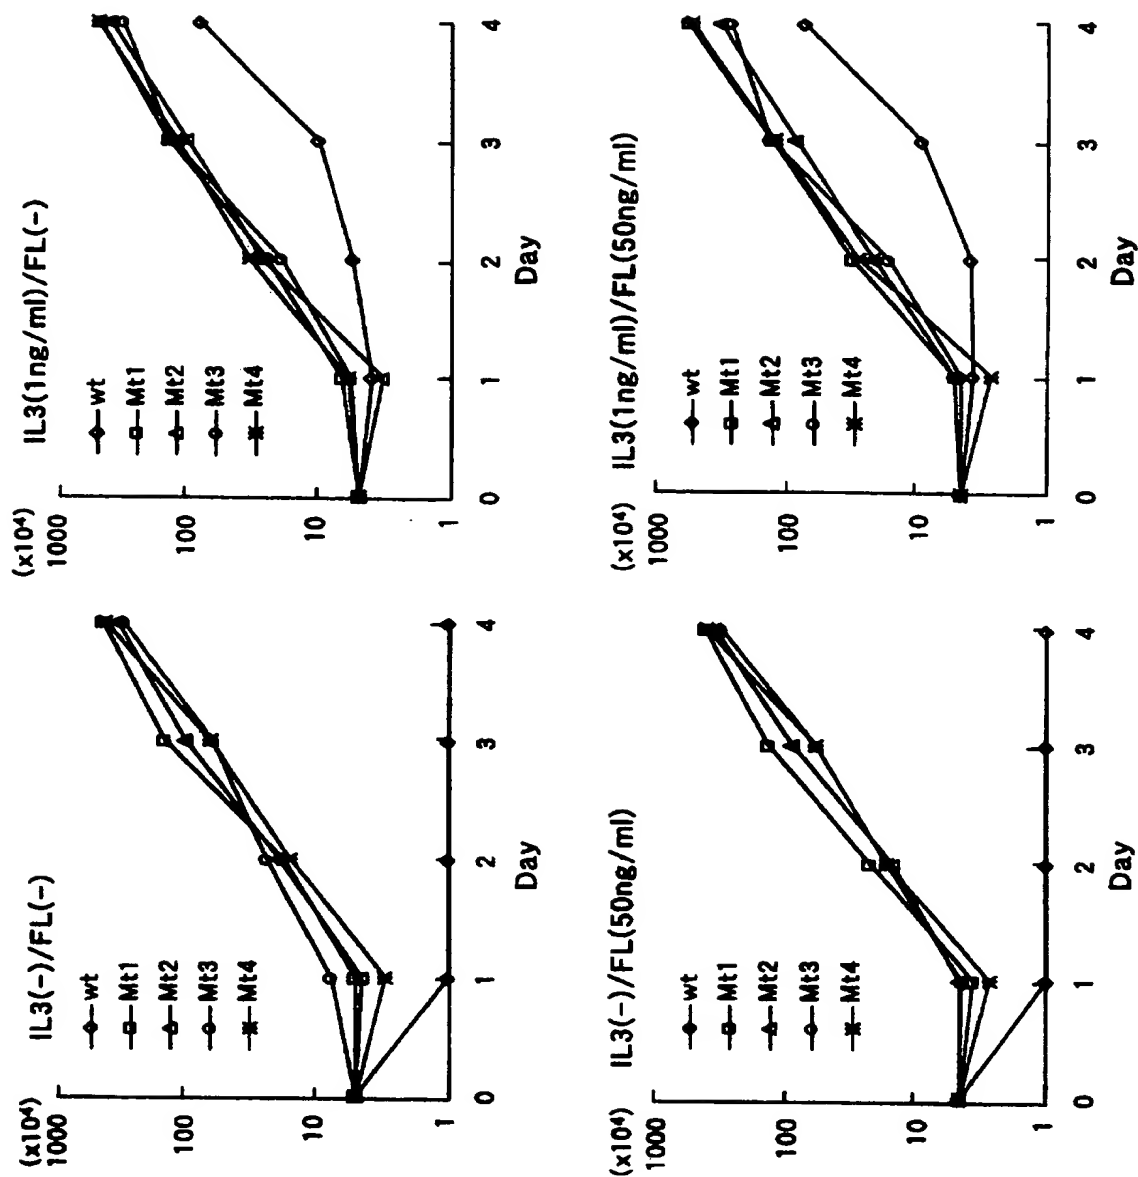 IL3(-)/FL(-)
(x10⁴)
1000
100
10
1
wt
Mt1
Mt2
Mt3
Mt4
0
1
2
3
4
Day
IL3(1ng/ml)/FL(-)
(x10⁴)
1000
100
10
1
wt
Mt1
Mt2
Mt3
Mt4
0
1
2
3
4
Day
IL3(-)/FL(50ng/ml)
(x10⁴)
1000
100
10
1
wt
Mt1
Mt2
Mt3
Mt4
0
1
2
3
4
Day
IL3(1ng/ml)/FL(50ng/ml)
(x10⁴)
1000
100
10
1
wt
Mt1
Mt2
Mt3
Mt4
0
1
2
3
4
Day